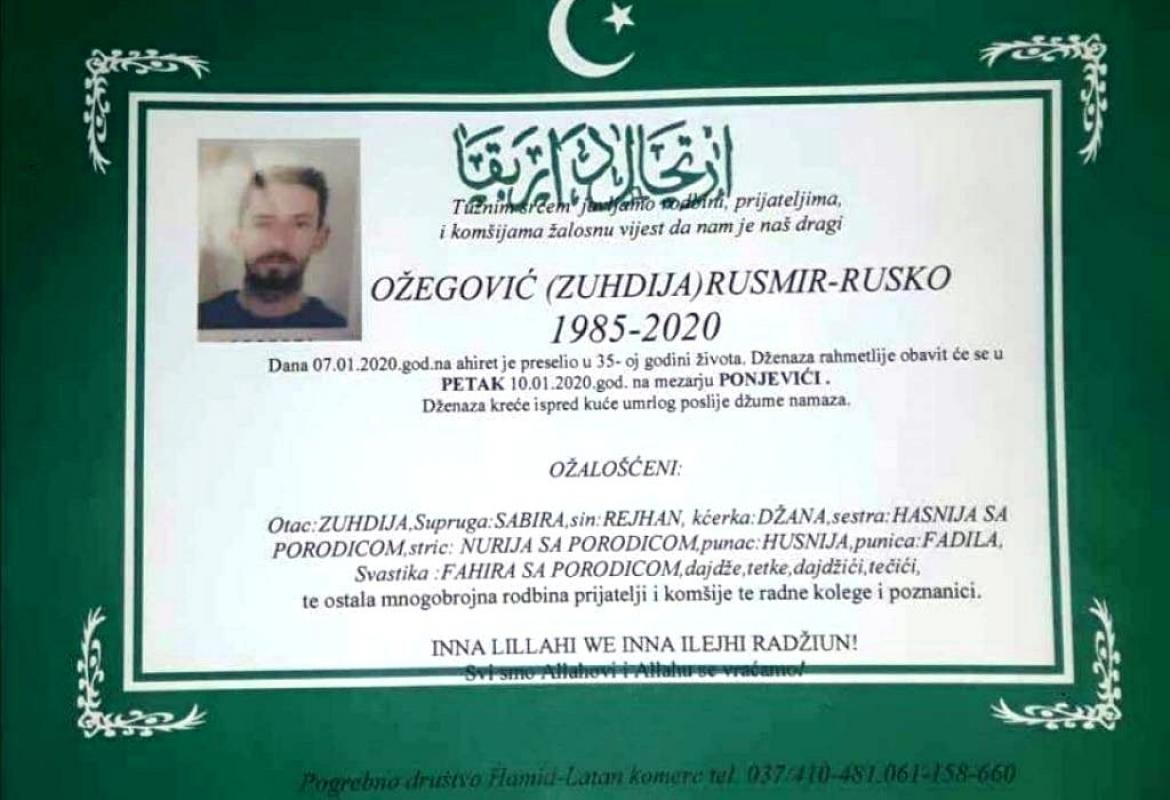 ارتحال دار بقا
Tužnim srcem javljamo rodbini, prijateljima,
i komšijama žalosnu vijest da nam je naš dragi
OŽEGOVIĆ (ZUHDIJA)RUSMIR-RUSKO
1985-2020
Dana 07.01.2020.god.na ahiret je preselio u 35- oj godini života. Dženaza rahmetlije obavit će se u
PETAK 10.01.2020.god. na mezarju PONJEVIĆI .
Dženaza kreće ispred kuće umrlog poslije džume namaza.
OŽALOŠĆENI:
Otac:ZUHDIJA,Supruga:SABIRA,sin:REJHAN, kćerka:DŽANA,sestra:HASNIJA SA
PORODICOM,stric: NURIJA SA PORODICOM,punac:HUSNIJA,punica:FADILA,
Svastika :FAHIRA SA PORODICOM,dajdže,tetke,dajdžići,tečići,
te ostala mnogobrojna rodbina prijatelji i komšije te radne kolege i poznanici.
INNA LILLAHI WE INNA ILEJHI RADŽIUN!
Svi smo Allahovi i Allahu se vraćamo!
Pogrebno društvo Hamid-Latan komerc tel. 037/410-481,061-158-660